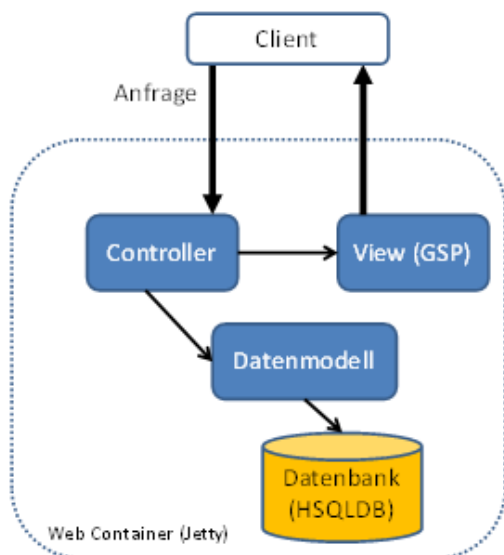 Client
Anfrage
Controller
View (GSP)
Datenmodell
Datenbank
(HSQLDB)
Web Container (Jetty)